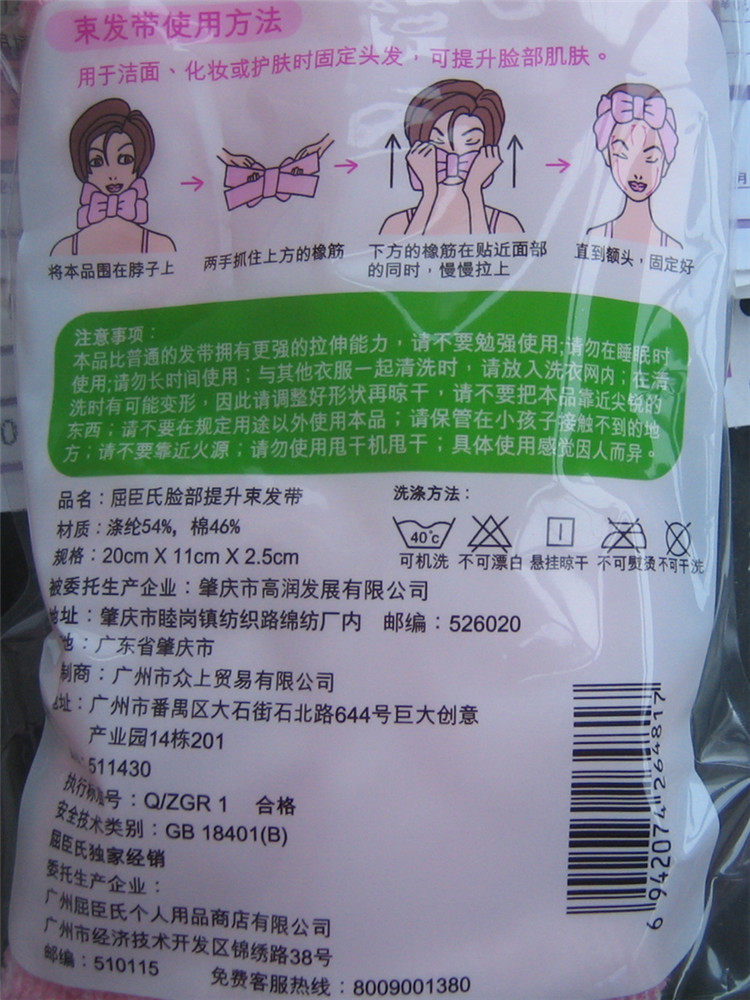 束发带使用方法
用于洁面、化妆或护肤时固定头发，可提升脸部肌肤。
将本品围在脖子上
两手抓住上方的橡筋
下方的橡筋在贴近面部
的同时，慢慢拉上
直到额头，固定好
注意事项：
本品比普通的发带拥有更强的拉伸能力，请不要勉强使用;请勿在睡眠时
使用;请勿长时间使用；与其他衣服一起清洗时，请放入洗衣网内；在清
洗时有可能变形，因此请调整好形状再晾干，请不要把本品靠近尖锐的
东西；请不要在规定用途以外使用本品；请保管在小孩子接触不到的地
方；请不要靠近火源；请勿使用甩干机甩干；具体使用感觉因人而异。
品名：屈臣氏脸部提升束发带
材质：涤纶54%，棉46%
规格：20cm X 11cm X 2.5cm
洗涤方法：
40°c
可机洗 不可漂白 悬挂晾干 不可熨烫 不可干洗
被委托生产企业：肇庆市高润发展有限公司
地址：肇庆市睦岗镇纺织路绵纺厂内 邮编：526020
地：广东省肇庆市
制商：广州市众上贸易有限公司
地址：广州市番禺区大石街石北路644号巨大创意
产业园14栋201
511430
执行标准号：Q/ZGR 1 合格
安全技术类别：GB 18401(B)
屈臣氏独家经销
委托生产企业：
广州屈臣氏个人用品商店有限公司
广州市经济技术开发区锦绣路38号
邮编：510115 免费客服热线：8009001380
6 942074 264817